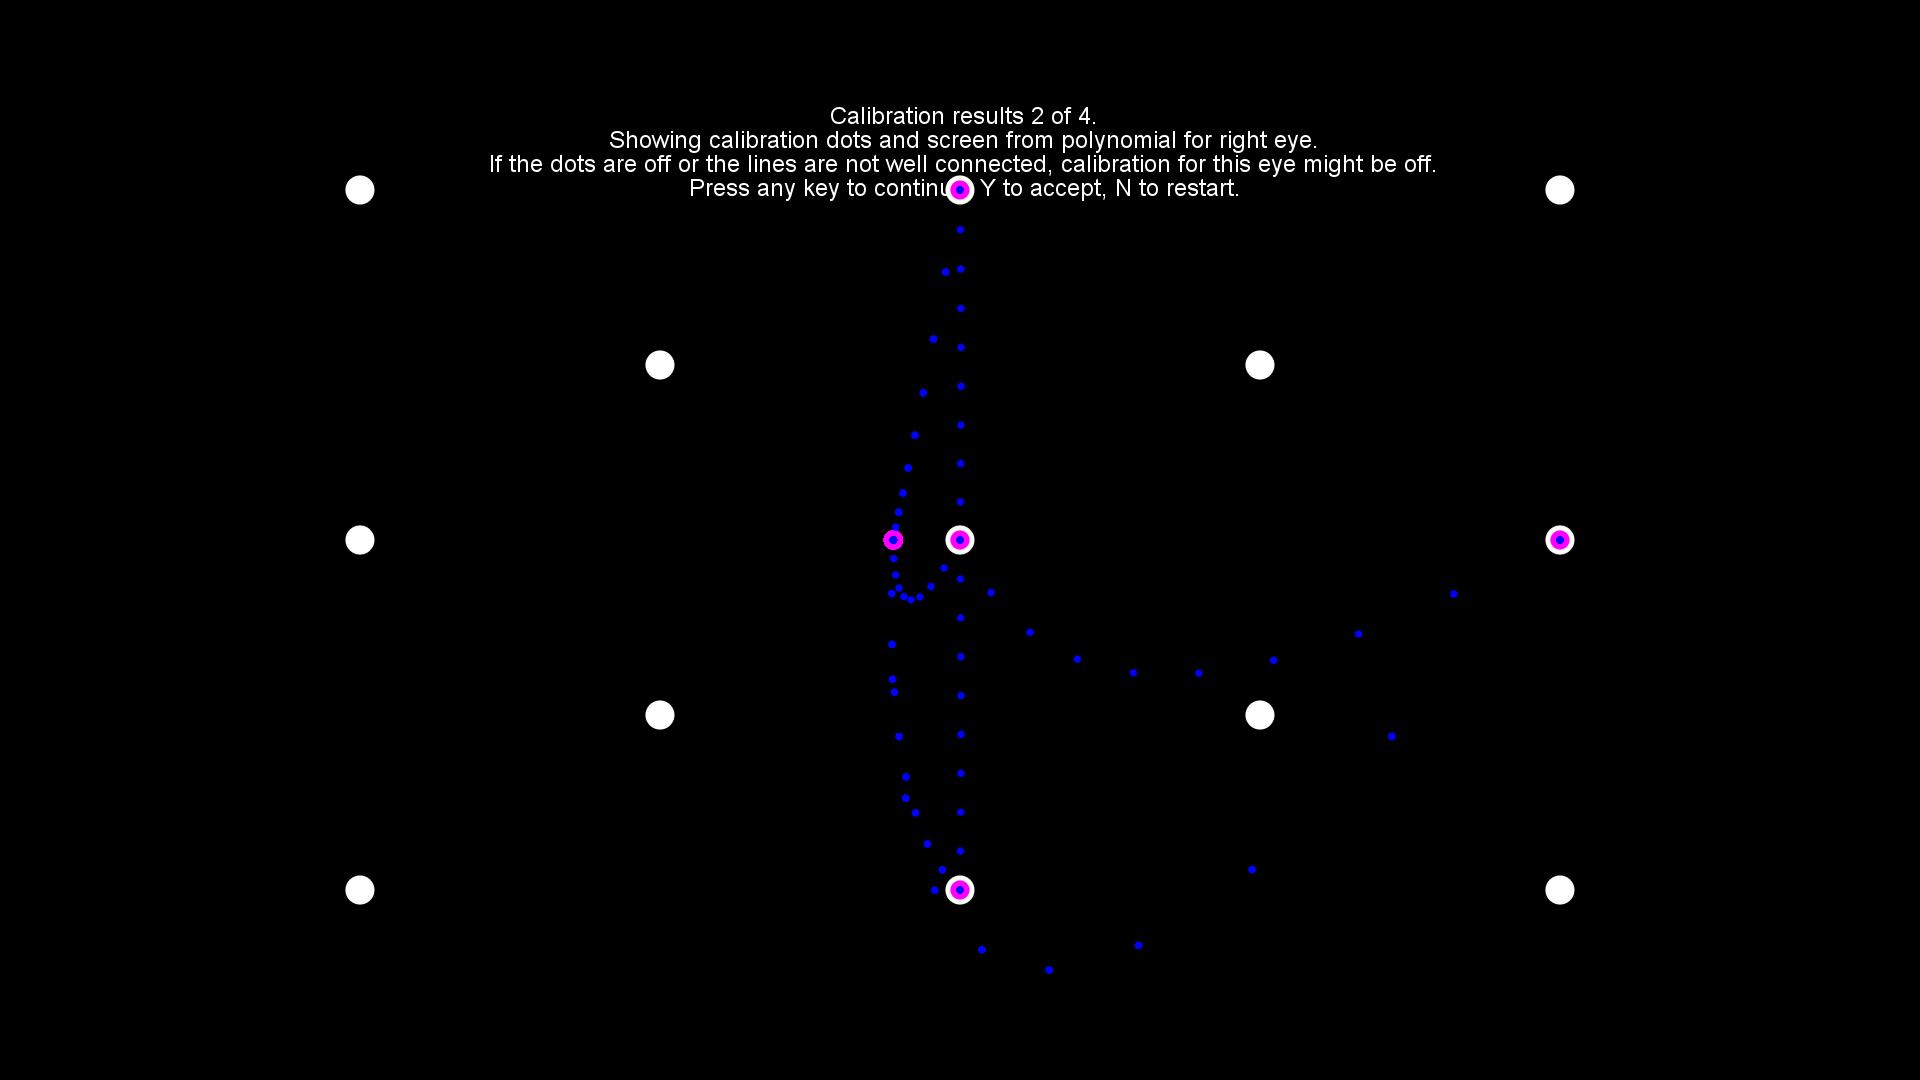 Calibration results 2 of 4.
Showing calibration dots and screen from polynomial for right eye.
If the dots are off or the lines are not well connected, calibration for this eye might be off.
Press any key to continue, Y to accept, N to restart.